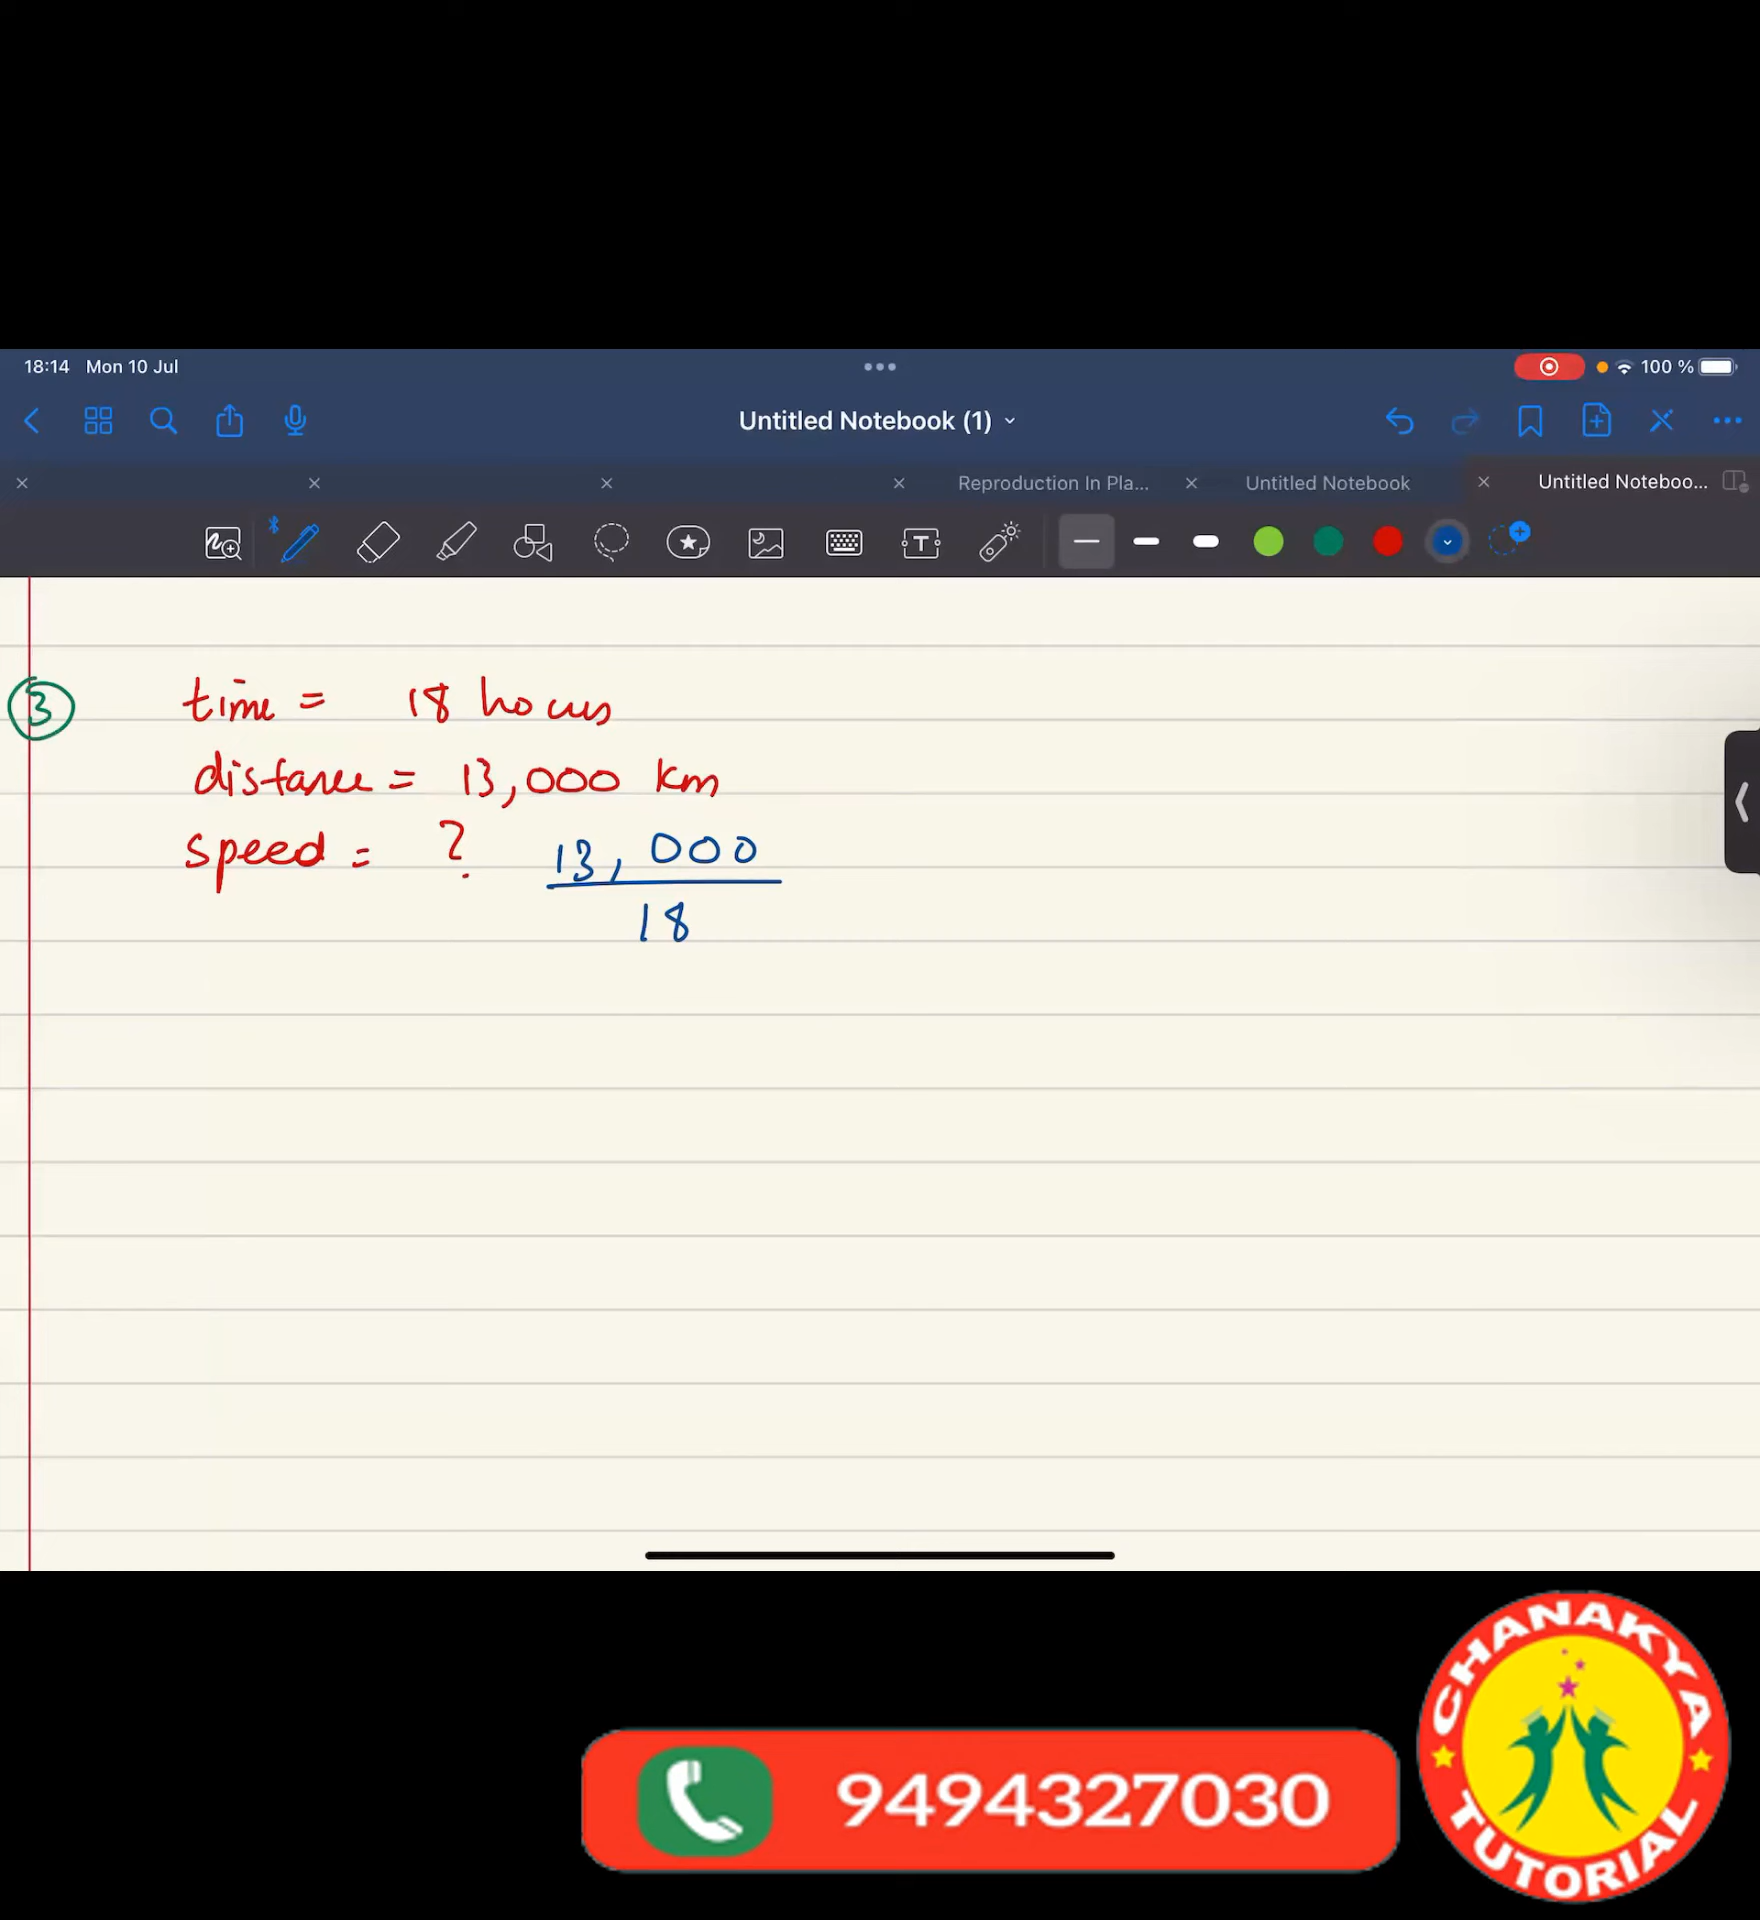 18:14 Mon 10 Jul
100 %
Untitled Notebook (1)
Reproduction In Pla...
Untitled Notebook
Untitled Noteboo...
3
time = 18 hours
distance = 13,000 km
speed = ? 13,000
18
9494327030
CHANAKYA
TUTORIAL